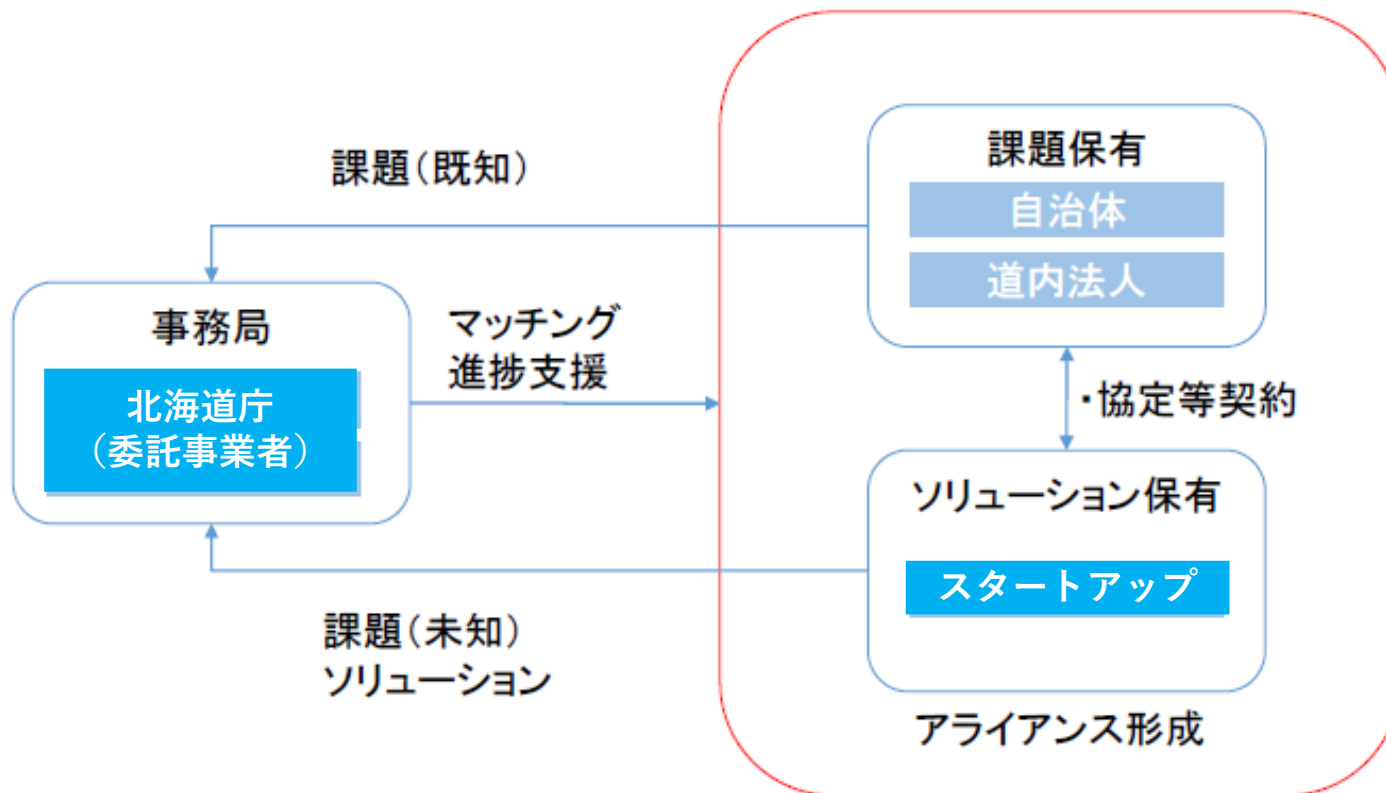 課題（既知）
事務局
北海道庁
（委託事業者）
マッチング
進捗支援
課題（未知）
ソリューション
課題保有
自治体
道内法人
・協定等契約
ソリューション保有
スタートアップ
アライアンス形成